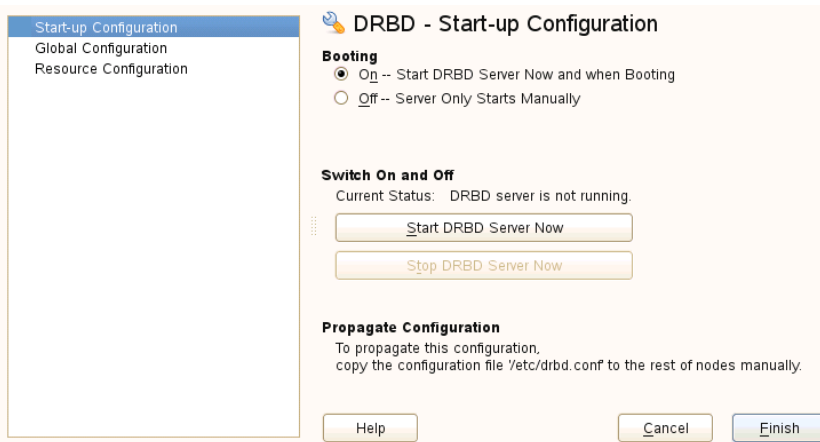 Start-up Configuration
Global Configuration
Resource Configuration
DRBD - Start-up Configuration
Booting
On -- Start DRBD Server Now and when Booting
Off -- Server Only Starts Manually
Switch On and Off
Current Status: DRBD server is not running.
Start DRBD Server Now
Stop DRBD Server Now
Propagate Configuration
To propagate this configuration,
copy the configuration file '/etc/drbd.conf' to the rest of nodes manually.
Help
Cancel
Finish